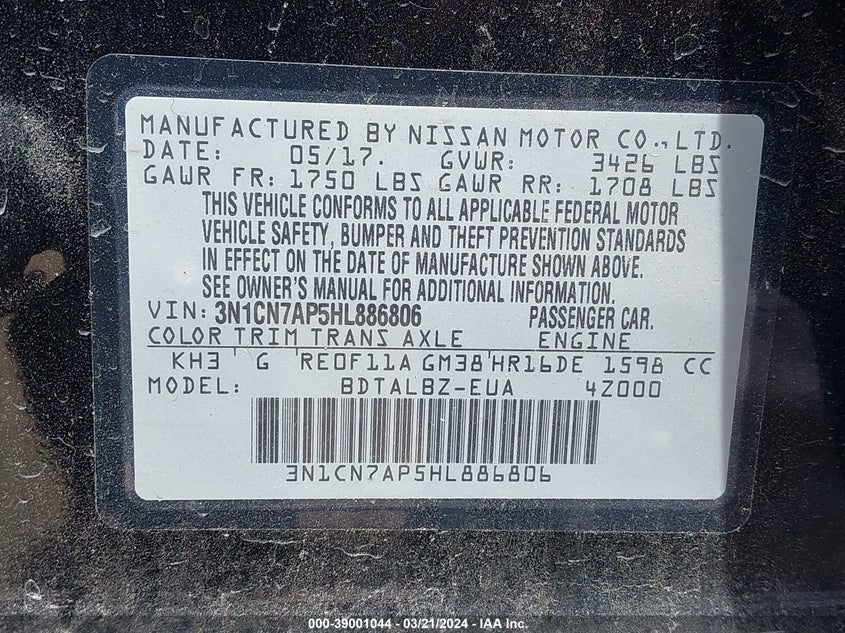 MANUFACTURED BY NISSAN MOTOR CO.,LTD.
DATE: 05/17. GVWR: 3426 LBS
GAWR FR: 1750 LBS GAWR RR: 1708 LBS
THIS VEHICLE CONFORMS TO ALL APPLICABLE FEDERAL MOTOR
VEHICLE SAFETY, BUMPER AND THEFT PREVENTION STANDARDS
IN EFFECT ON THE DATE OF MANUFACTURE SHOWN ABOVE.
SEE OWNER'S MANUAL FOR ADDITIONAL INFORMATION.
VIN: 3N1CN7AP5HL886806 PASSENGER CAR.
COLOR TRIM TRANS AXLE ENGINE
KH3 G RE0F11A GM38 HR16DE 1598 CC
MODEL: BDTALBZ-EUA 4Z000
3N1CN7AP5HL886806
000-39001044 - 03/21/2024 - IAA Inc.